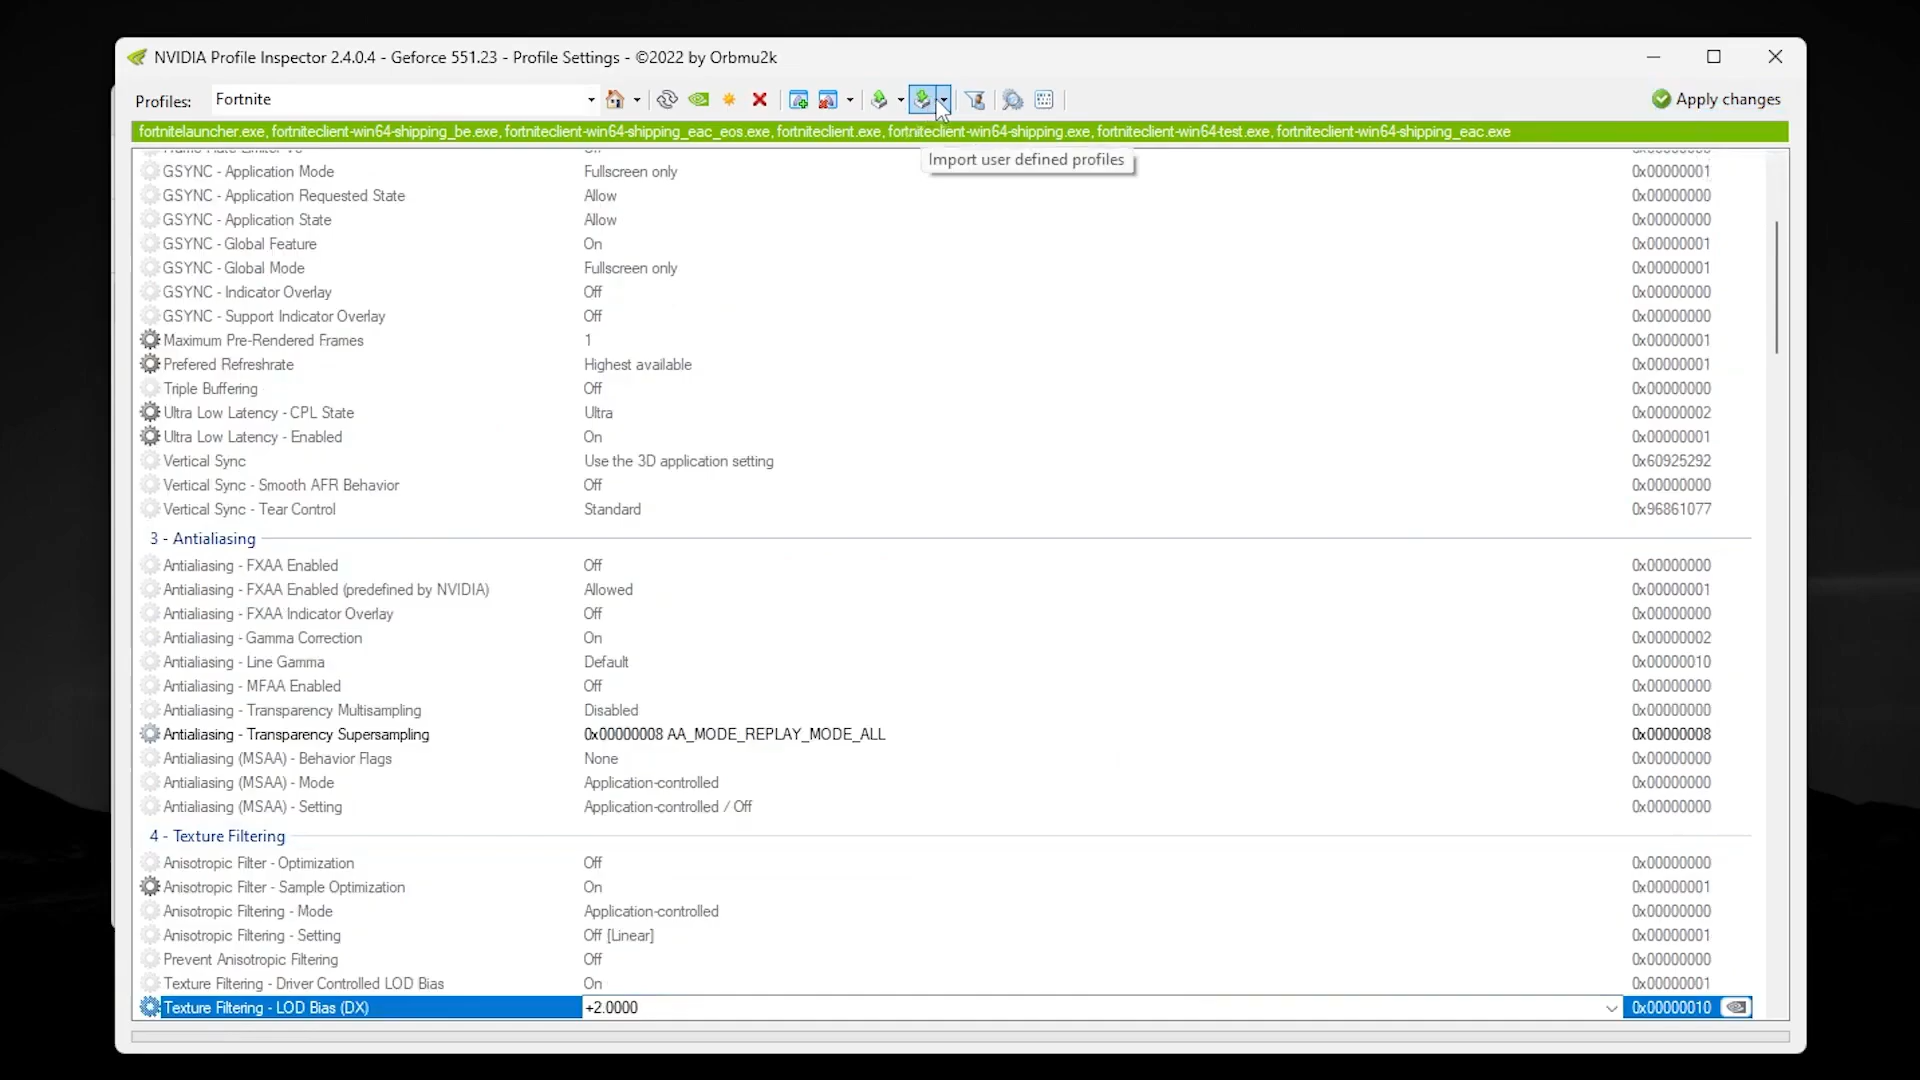 NVIDIA Profile Inspector 2.4.0.4 - Geforce 551.23 - Profile Settings - ©2022 by Orbmu2k
Profiles: Fortnite Apply changes
fortnitelauncher.exe, fortniteclient-win64-shipping_be.exe, fortniteclient-win64-shipping_eac_eos.exe, fortniteclient.exe, fortniteclient-win64-shipping.exe, fortniteclient-win64-test.exe, fortniteclient-win64-shipping_eac.exe
Import user defined profiles
GSYNC - Application Mode Fullscreen only 0x00000001
GSYNC - Application Requested State Allow 0x00000000
GSYNC - Application State Allow 0x00000000
GSYNC - Global Feature On 0x00000001
GSYNC - Global Mode Fullscreen only 0x00000001
GSYNC - Indicator Overlay Off 0x00000000
GSYNC - Support Indicator Overlay Off 0x00000000
Maximum Pre-Rendered Frames 1 0x00000001
Prefered Refreshrate Highest available 0x00000001
Triple Buffering Off 0x00000000
Ultra Low Latency - CPL State Ultra 0x00000002
Ultra Low Latency - Enabled On 0x00000001
Vertical Sync Use the 3D application setting 0x60925292
Vertical Sync - Smooth AFR Behavior Off 0x00000000
Vertical Sync - Tear Control Standard 0x96861077
3 - Antialiasing
Antialiasing - FXAA Enabled Off 0x00000000
Antialiasing - FXAA Enabled (predefined by NVIDIA) Allowed 0x00000001
Antialiasing - FXAA Indicator Overlay Off 0x00000000
Antialiasing - Gamma Correction On 0x00000002
Antialiasing - Line Gamma Default 0x00000010
Antialiasing - MFAA Enabled Off 0x00000000
Antialiasing - Transparency Multisampling Disabled 0x00000000
Antialiasing - Transparency Supersampling 0x00000008 AA_MODE_REPLAY_MODE_ALL 0x00000008
Antialiasing (MSAA) - Behavior Flags None 0x00000000
Antialiasing (MSAA) - Mode Application-controlled 0x00000000
Antialiasing (MSAA) - Setting Application-controlled / Off 0x00000000
4 - Texture Filtering
Anisotropic Filter - Optimization Off 0x00000000
Anisotropic Filter - Sample Optimization On 0x00000001
Anisotropic Filtering - Mode Application-controlled 0x00000000
Anisotropic Filtering - Setting Off [Linear] 0x00000001
Prevent Anisotropic Filtering Off 0x00000000
Texture Filtering - Driver Controlled LOD Bias On 0x00000001
Texture Filtering - LOD Bias (DX) +2.0000 0x00000010